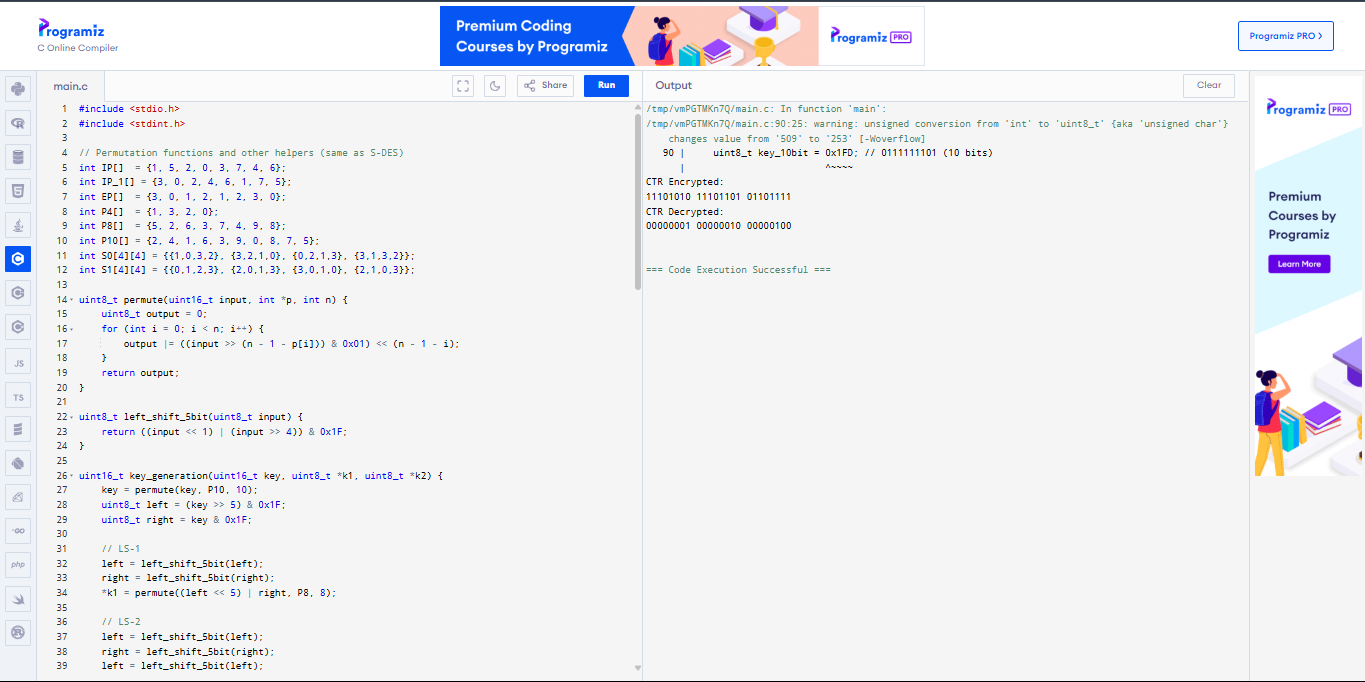 Programiz
C Online Compiler
Premium Coding
Courses by Programiz
Programiz PRO
Programiz PRO >
main.c
Share
Run
Output
Clear
1 #include <stdio.h>
2 #include <stdint.h>
3
4 // Permutation functions and other helpers (same as S-DES)
5 int IP[]  = {1, 5, 2, 0, 3, 7, 4, 6};
6 int IP_1[] = {3, 0, 2, 4, 6, 1, 7, 5};
7 int EP[]  = {3, 0, 1, 2, 1, 2, 3, 0};
8 int P4[]  = {1, 3, 2, 0};
9 int P8[]  = {5, 2, 6, 3, 7, 4, 9, 8};
10 int P10[] = {2, 4, 1, 6, 3, 9, 0, 8, 7, 5};
11 int S0[4][4] = {{1,0,3,2}, {3,2,1,0}, {0,2,1,3}, {3,1,3,2}};
12 int S1[4][4] = {{0,1,2,3}, {2,0,1,3}, {3,0,1,0}, {2,1,0,3}};
13
14 uint8_t permute(uint16_t input, int *p, int n) {
15     uint8_t output = 0;
16     for (int i = 0; i < n; i++) {
17         output |= ((input >> (n - 1 - p[i])) & 0x01) << (n - 1 - i);
18     }
19     return output;
20 }
21
22 uint8_t left_shift_5bit(uint8_t input) {
23     return ((input << 1) | (input >> 4)) & 0x1F;
24 }
25
26 uint16_t key_generation(uint16_t key, uint8_t *k1, uint8_t *k2) {
27     key = permute(key, P10, 10);
28     uint8_t left = (key >> 5) & 0x1F;
29     uint8_t right = key & 0x1F;
30
31     // LS-1
32     left = left_shift_5bit(left);
33     right = left_shift_5bit(right);
34     *k1 = permute((left << 5) | right, P8, 8);
35
36     // LS-2
37     left = left_shift_5bit(left);
38     right = left_shift_5bit(right);
39     left = left_shift_5bit(left);
/tmp/vmPGTMKn7Q/main.c: In function 'main':
/tmp/vmPGTMKn7Q/main.c:90:25: warning: unsigned conversion from 'int' to 'uint8_t' {aka 'unsigned char'}
changes value from '509' to '253' [-Woverflow]
90 |     uint8_t key_10bit = 0x1FD; // 0111111101 (10 bits)
|                         ^~~~~
CTR Encrypted:
11101010 11101101 01101111
CTR Decrypted:
00000001 00000010 00000100
=== Code Execution Successful ===
JS
TS
GO
php
Programiz PRO
Premium
Courses by
Programiz
Learn More